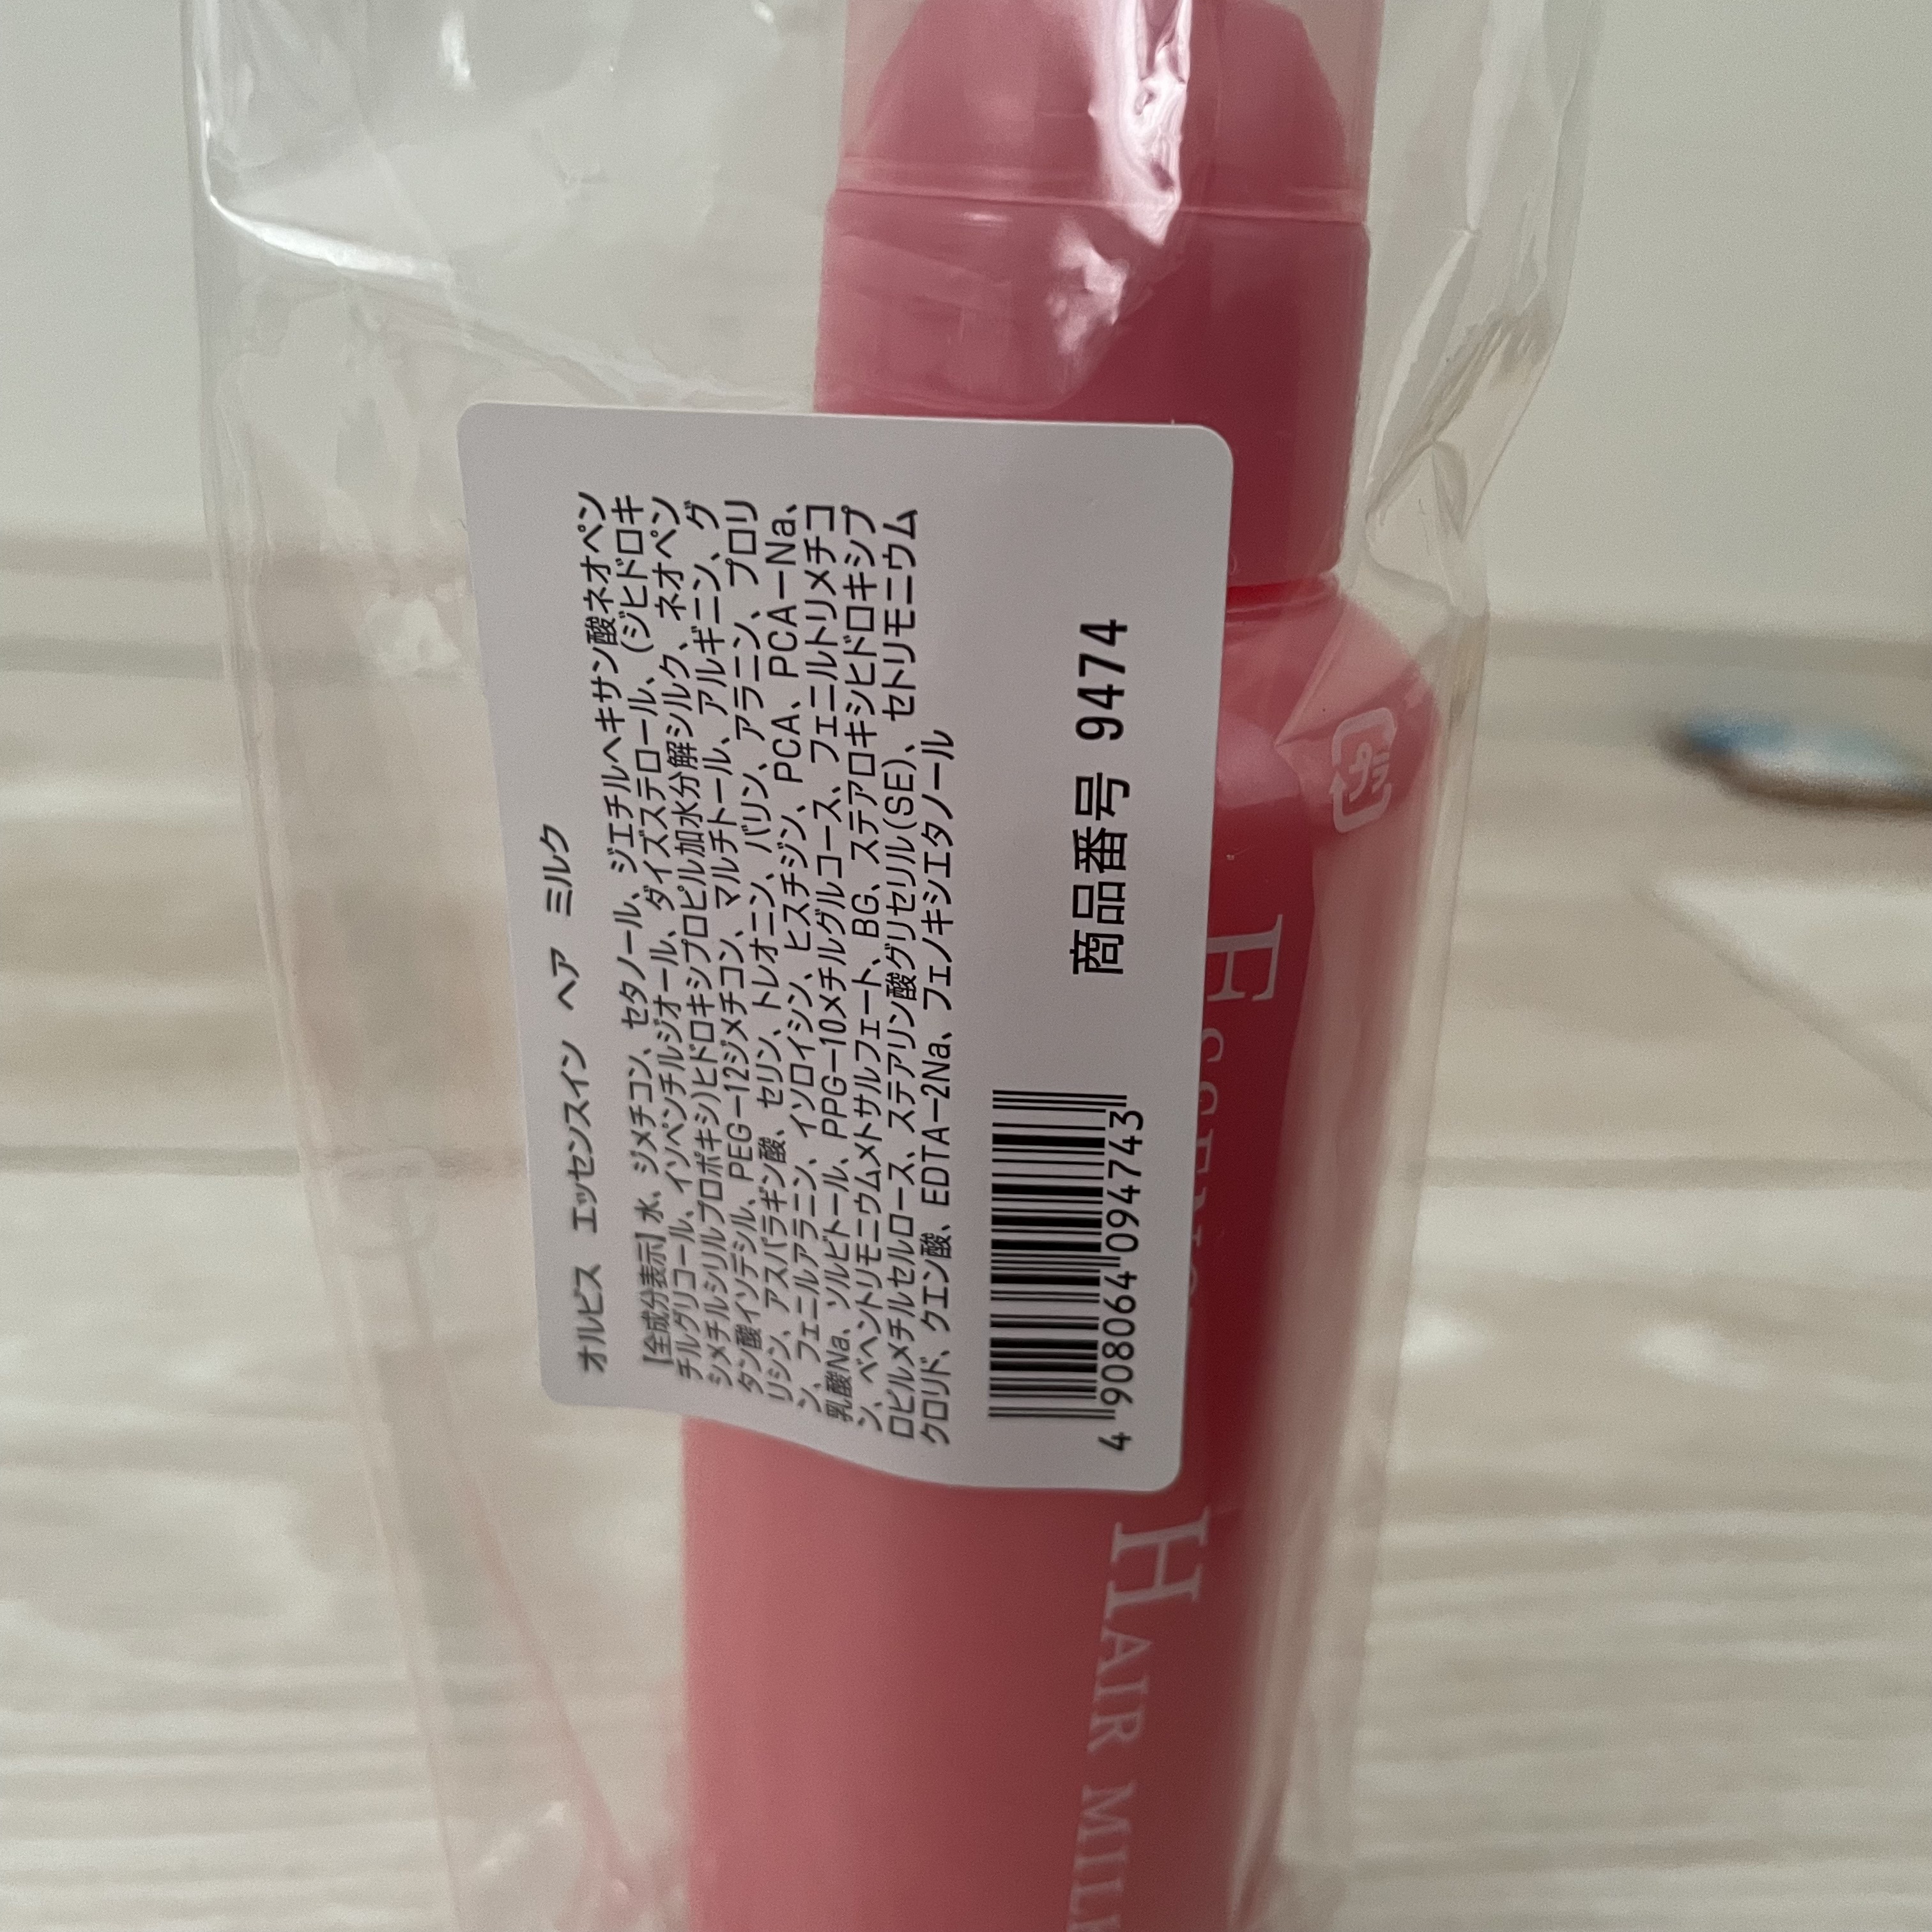 オルビス エッセンスイン ヘア ミルク
【全成分表示】水、ジメチコン、セタノール、ジエチルヘキサン酸ネオペン
チルグリコール、イソペンチルジオール、ダイズステロール、(ジヒドロキ
シメチルシリルプロポキシ)ヒドロキシプロピル加水分解シルク、ネオペン
タン酸イソデシル、PEG－12ジメチコン、マルチトール、アルギニン、グ
リシン、アスパラギン酸、セリン、トレオニン、バリン、アラニン、プロリ
ン、フェニルアラニン、イソロイシン、ヒスチジン、PCA、PCA－Na、
乳酸Na、ソルビトール、PPG－10メチルグルコース、フェニルトリメチコ
ン、ベヘントリモニウムメトサルフェート、BG、ステアロキシヒドロキシプ
ロピルメチルセルロース、ステアリン酸グリセリル(SE)、セトリモニウム
クロリド、クエン酸、EDTA－2Na、フェノキシエタノール
商品番号 9474
4 908064 094743
プラ
HAIR MILK